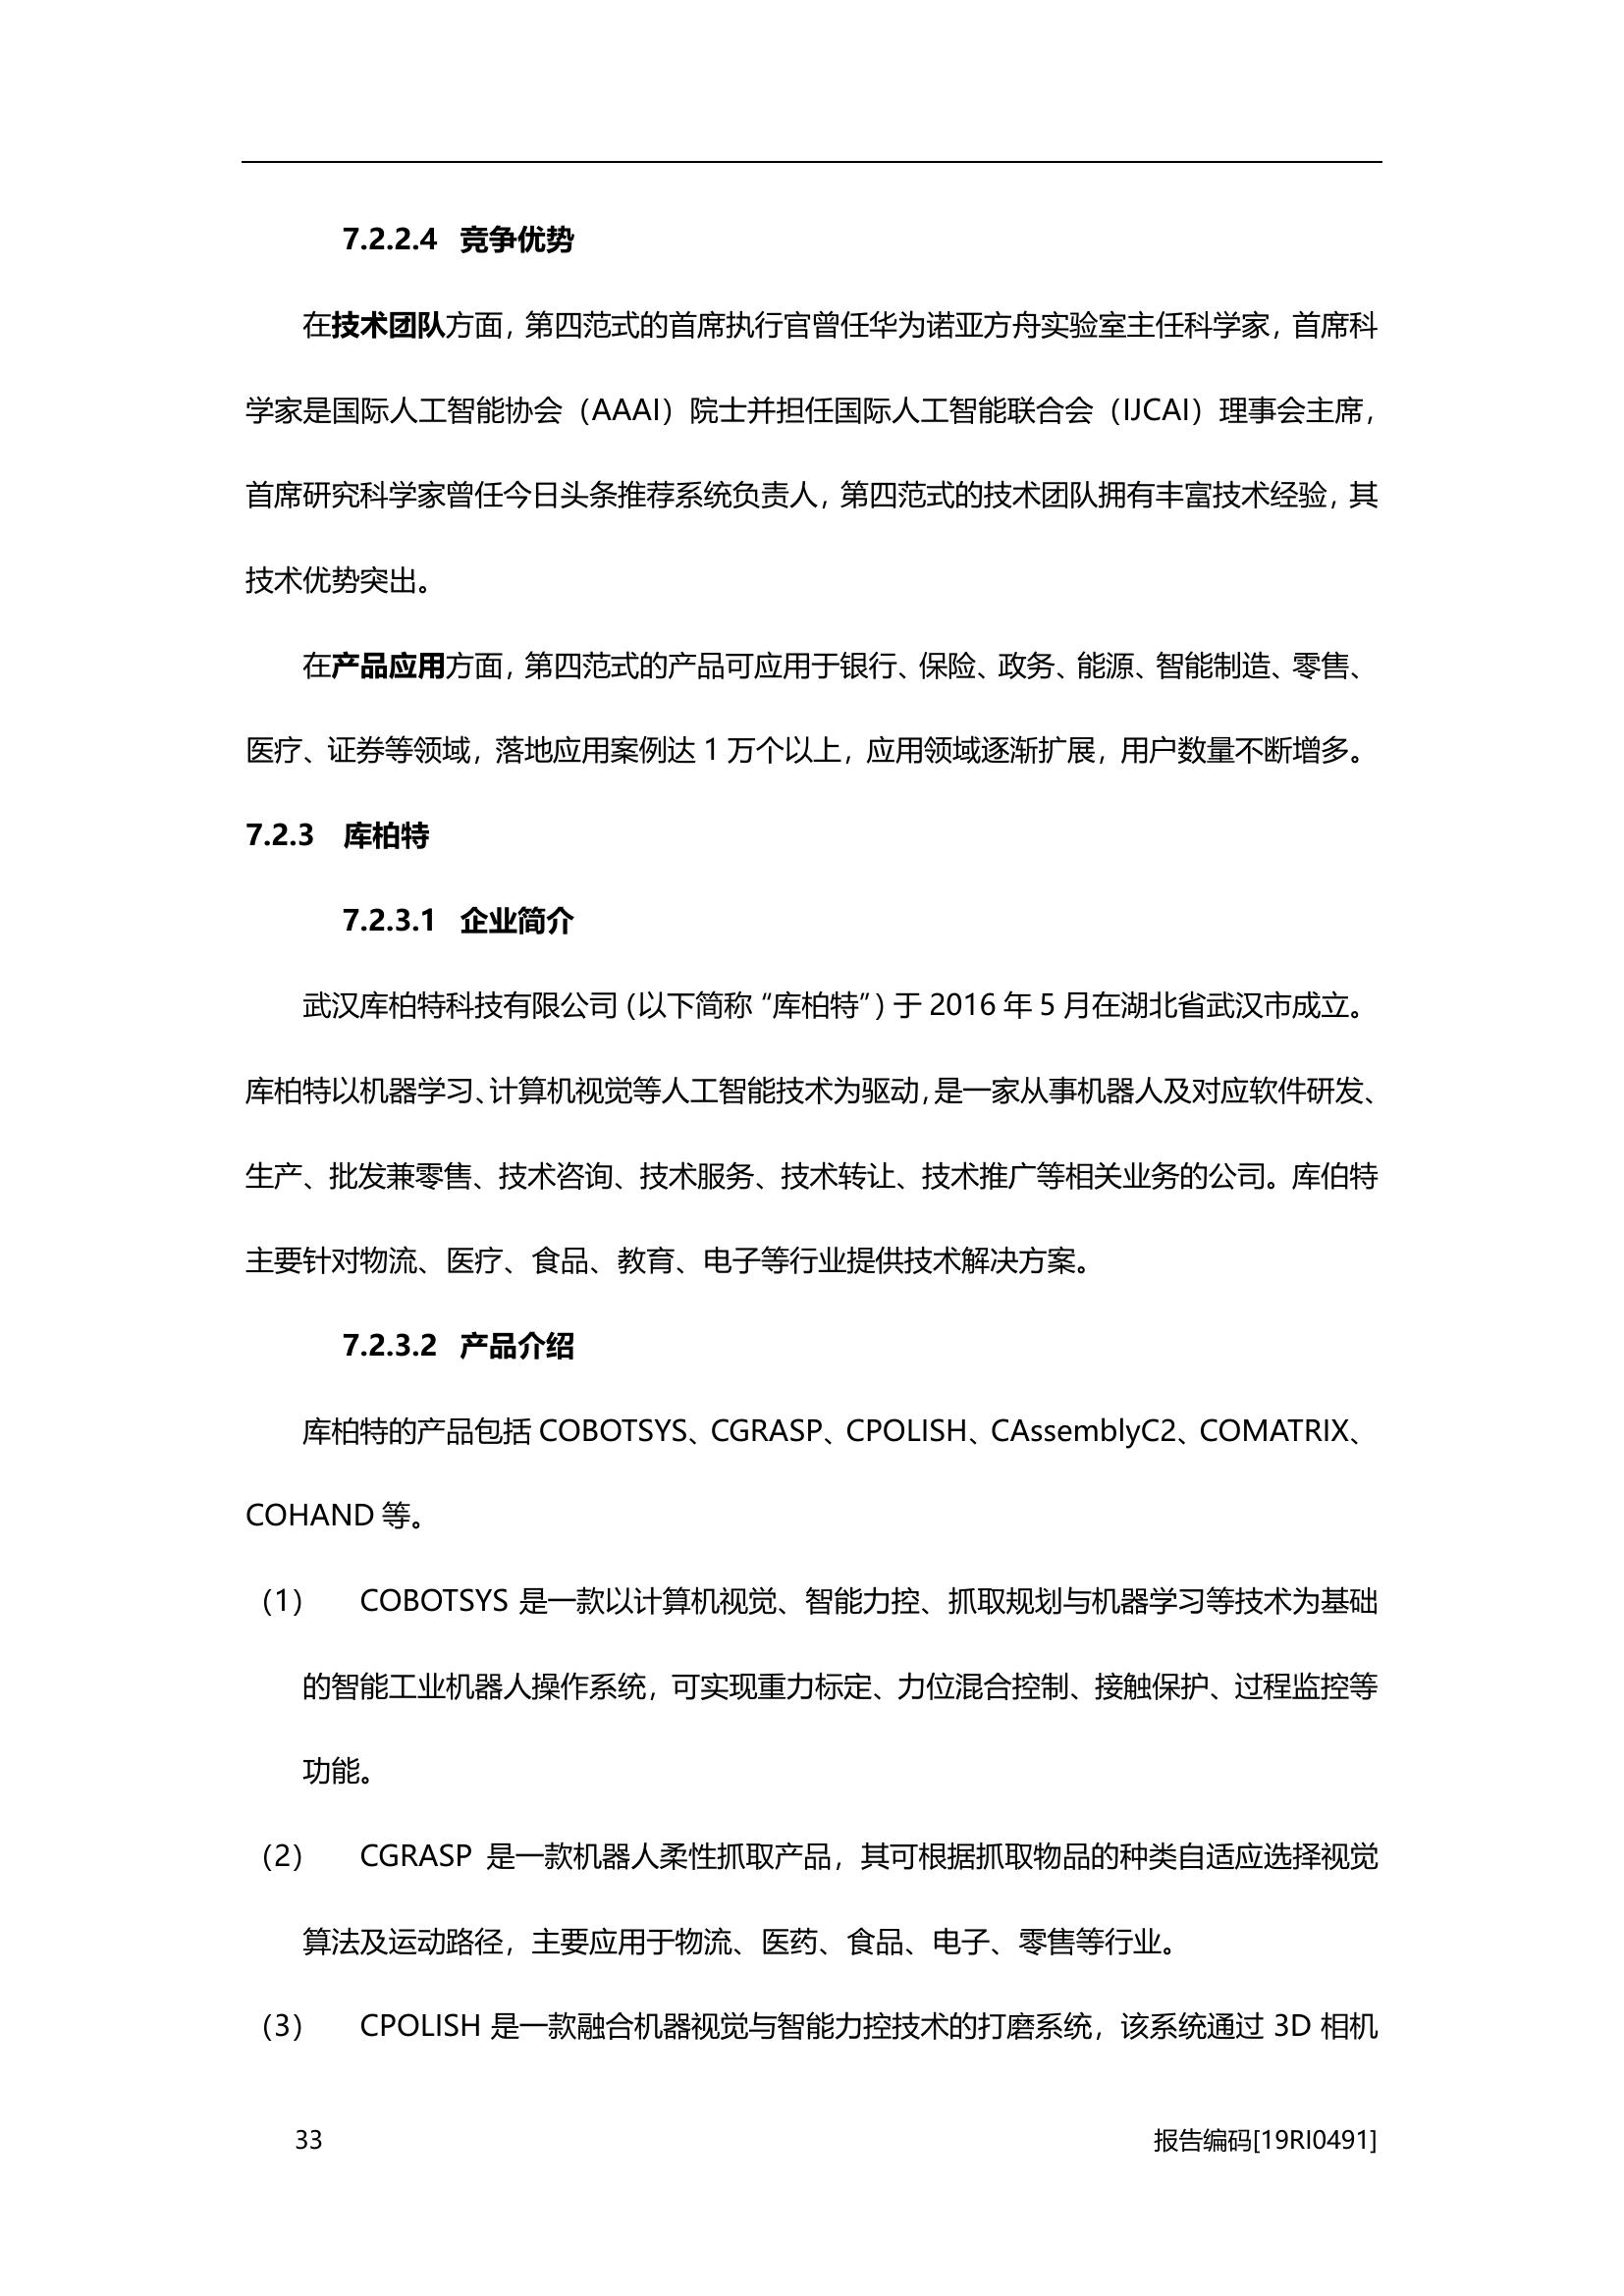 7.2.2.4 竞争优势
在技术团队方面，第四范式的首席执行官曾任华为诺亚方舟实验室主任科学家，首席科
学家是国际人工智能协会（AAAI）院士并担任国际人工智能联合会（IJCAI）理事会主席，
首席研究科学家曾任今日头条推荐系统负责人，第四范式的技术团队拥有丰富技术经验，其
技术优势突出。
在产品应用方面，第四范式的产品可应用于银行、保险、政务、能源、智能制造、零售、
医疗、证券等领域，落地应用案例达 1 万个以上，应用领域逐渐扩展，用户数量不断增多。
7.2.3 库柏特
7.2.3.1 企业简介
武汉库柏特科技有限公司（以下简称“库柏特”）于 2016 年 5 月在湖北省武汉市成立。
库柏特以机器学习、计算机视觉等人工智能技术为驱动，是一家从事机器人及对应软件研发、
生产、批发兼零售、技术咨询、技术服务、技术转让、技术推广等相关业务的公司。库伯特
主要针对物流、医疗、食品、教育、电子等行业提供技术解决方案。
7.2.3.2 产品介绍
库柏特的产品包括 COBOTSYS、CGRASP、CPOLISH、CAssemblyC2、COMATRIX、
COHAND 等。
（1） COBOTSYS 是一款以计算机视觉、智能力控、抓取规划与机器学习等技术为基础
的智能工业机器人操作系统，可实现重力标定、力位混合控制、接触保护、过程监控等
功能。
（2） CGRASP 是一款机器人柔性抓取产品，其可根据抓取物品的种类自适应选择视觉
算法及运动路径，主要应用于物流、医药、食品、电子、零售等行业。
（3） CPOLISH 是一款融合机器视觉与智能力控技术的打磨系统，该系统通过 3D 相机
33 报告编码[19RI0491]